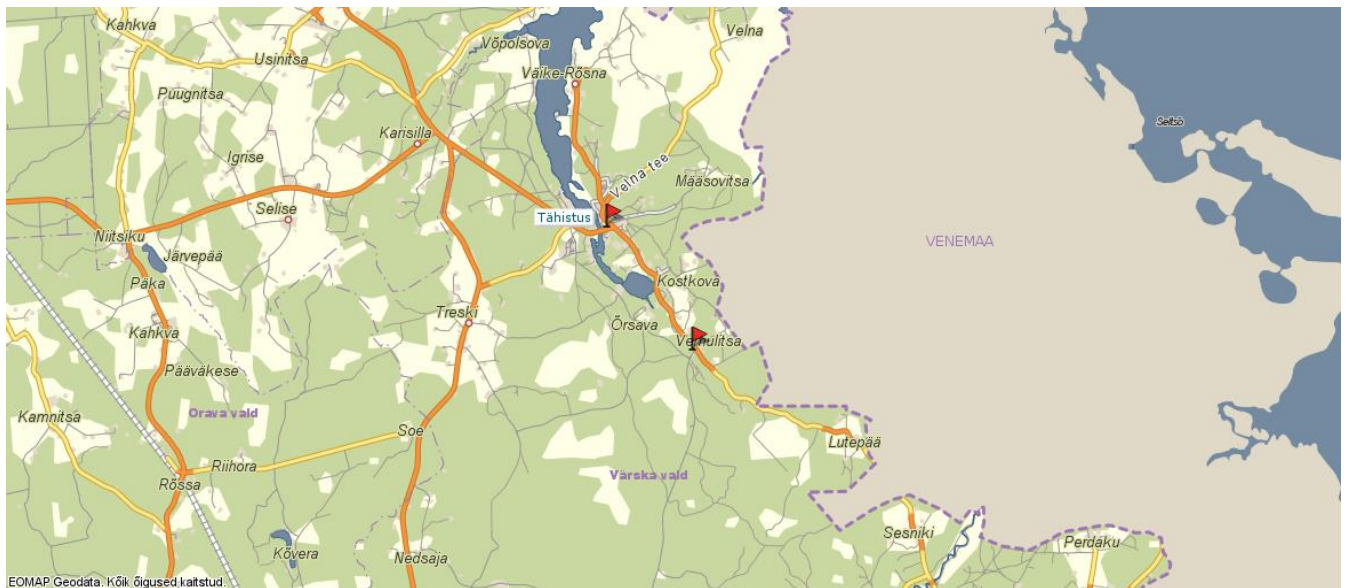 Kahkva
Võpolsova
Velna
Usinitsa
Väike-Rõsna
Puugnitsa
Seltsö
Karisilla
Igrise
Velna tee
Määsovitsa
Selise
Tähistus
Niitsiku
VENEMAA
Järvepää
Päka
Kostkova
Treski
Õrsava
Kahkva
Vemulitsa
Pääväkese
Kamnitsa
Orava vald
Soe
Lutepää
Riihora
Värska vald
Rõssa
Sesniki
Perdaku
Kõvera
Nedsaja
EOMAP Geodata. Kõik õigused kaitstud.